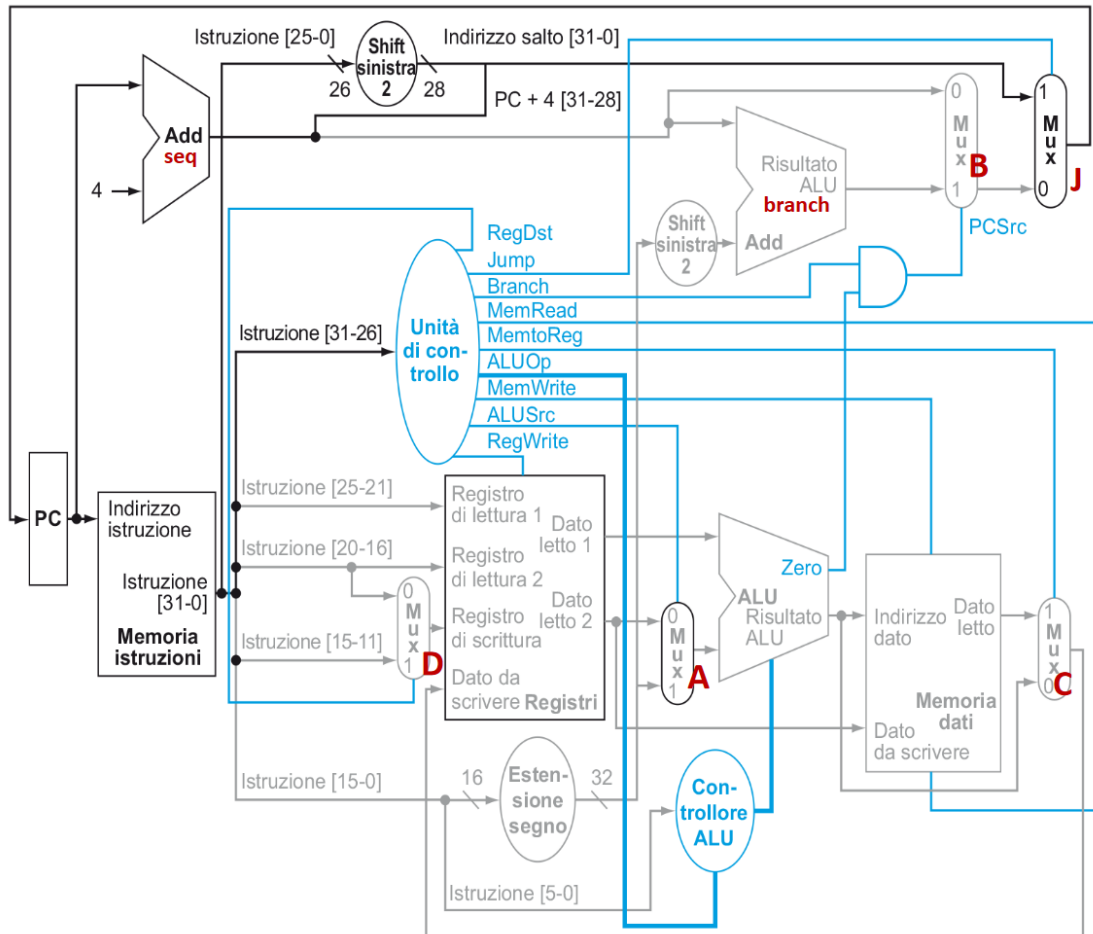 Istruzione [25-0]
Shift
sinistra
2
26
28
Indirizzo salto [31-0]
PC + 4 [31-28]
Add
seq
4
0
M
u
x
1
B
1
M
u
x
0
J
Risultato
ALU
branch
Add
Shift
sinistra
2
PCSrc
RegDst
Jump
Branch
MemRead
MemtoReg
ALUOp
MemWrite
ALUSrc
RegWrite
Unità
di con-
trollo
Istruzione [31-26]
PC
Indirizzo
istruzione
Istruzione
[31-0]
Memoria
istruzioni
Istruzione [25-21]
Istruzione [20-16]
Istruzione [15-11]
0
M
u
x
1
D
Registro
di lettura 1
Registro
di lettura 2
Registro
di scrittura
Dato da
scrivere
Registri
Dato
letto 1
Dato
letto 2
0
M
u
x
1
A
Zero
ALU
Risultato
ALU
Indirizzo
dato
Dato
letto
Memoria
dati
Dato
da scrivere
1
M
u
x
0
C
Istruzione [15-0]
16
Esten-
sione
segno
32
Con-
trollore
ALU
Istruzione [5-0]